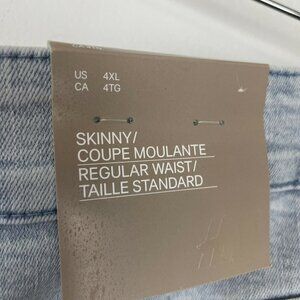 US 4XL
CA 4TG
SKINNY/
COUPE MOULANTE
REGULAR WAIST/
TAILLE STANDARD